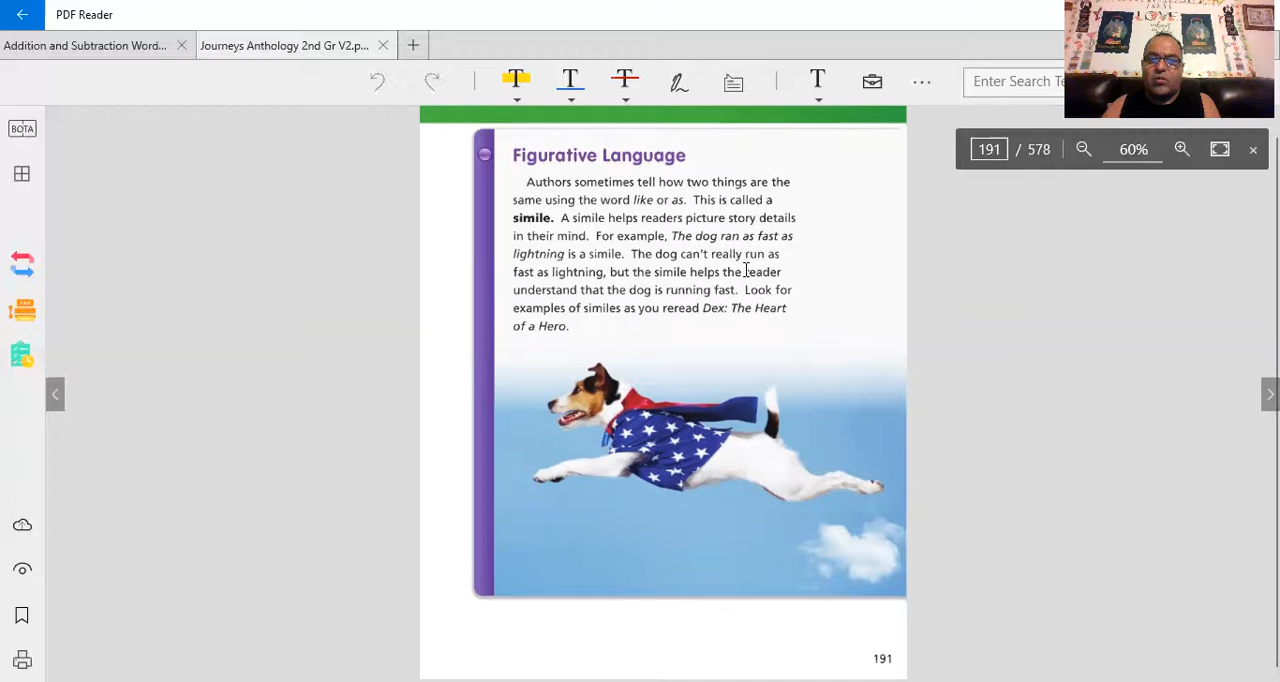 PDF Reader
Addition and Subtraction Word...
Journeys Anthology 2nd Gr V2.p...
Enter Search Te
LOVE
BOTA
191 / 578
60%
Figurative Language
Authors sometimes tell how two things are the
same using the word like or as. This is called a
simile. A simile helps readers picture story details
in their mind. For example, The dog ran as fast as
lightning is a simile. The dog can't really run as
fast as lightning, but the simile helps the reader
understand that the dog is running fast. Look for
examples of similes as you reread Dex: The Heart
of a Hero.
191